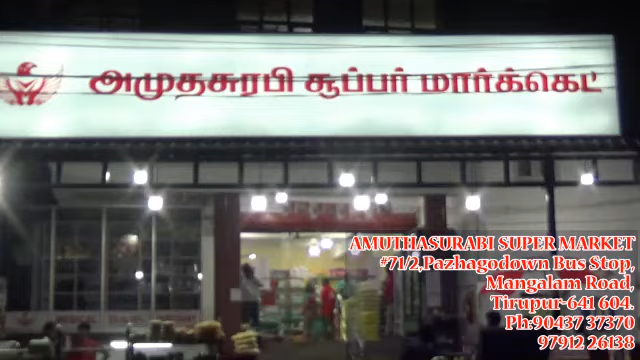 அமுதசுரபி சூப்பர் மார்க்கெட்
AMUTHASURABI SUPER MARKET
#71/2,Pazhagodown Bus Stop,
Mangalam Road,
Tirupur-641 604.
Ph:90437 37370
97912 26138